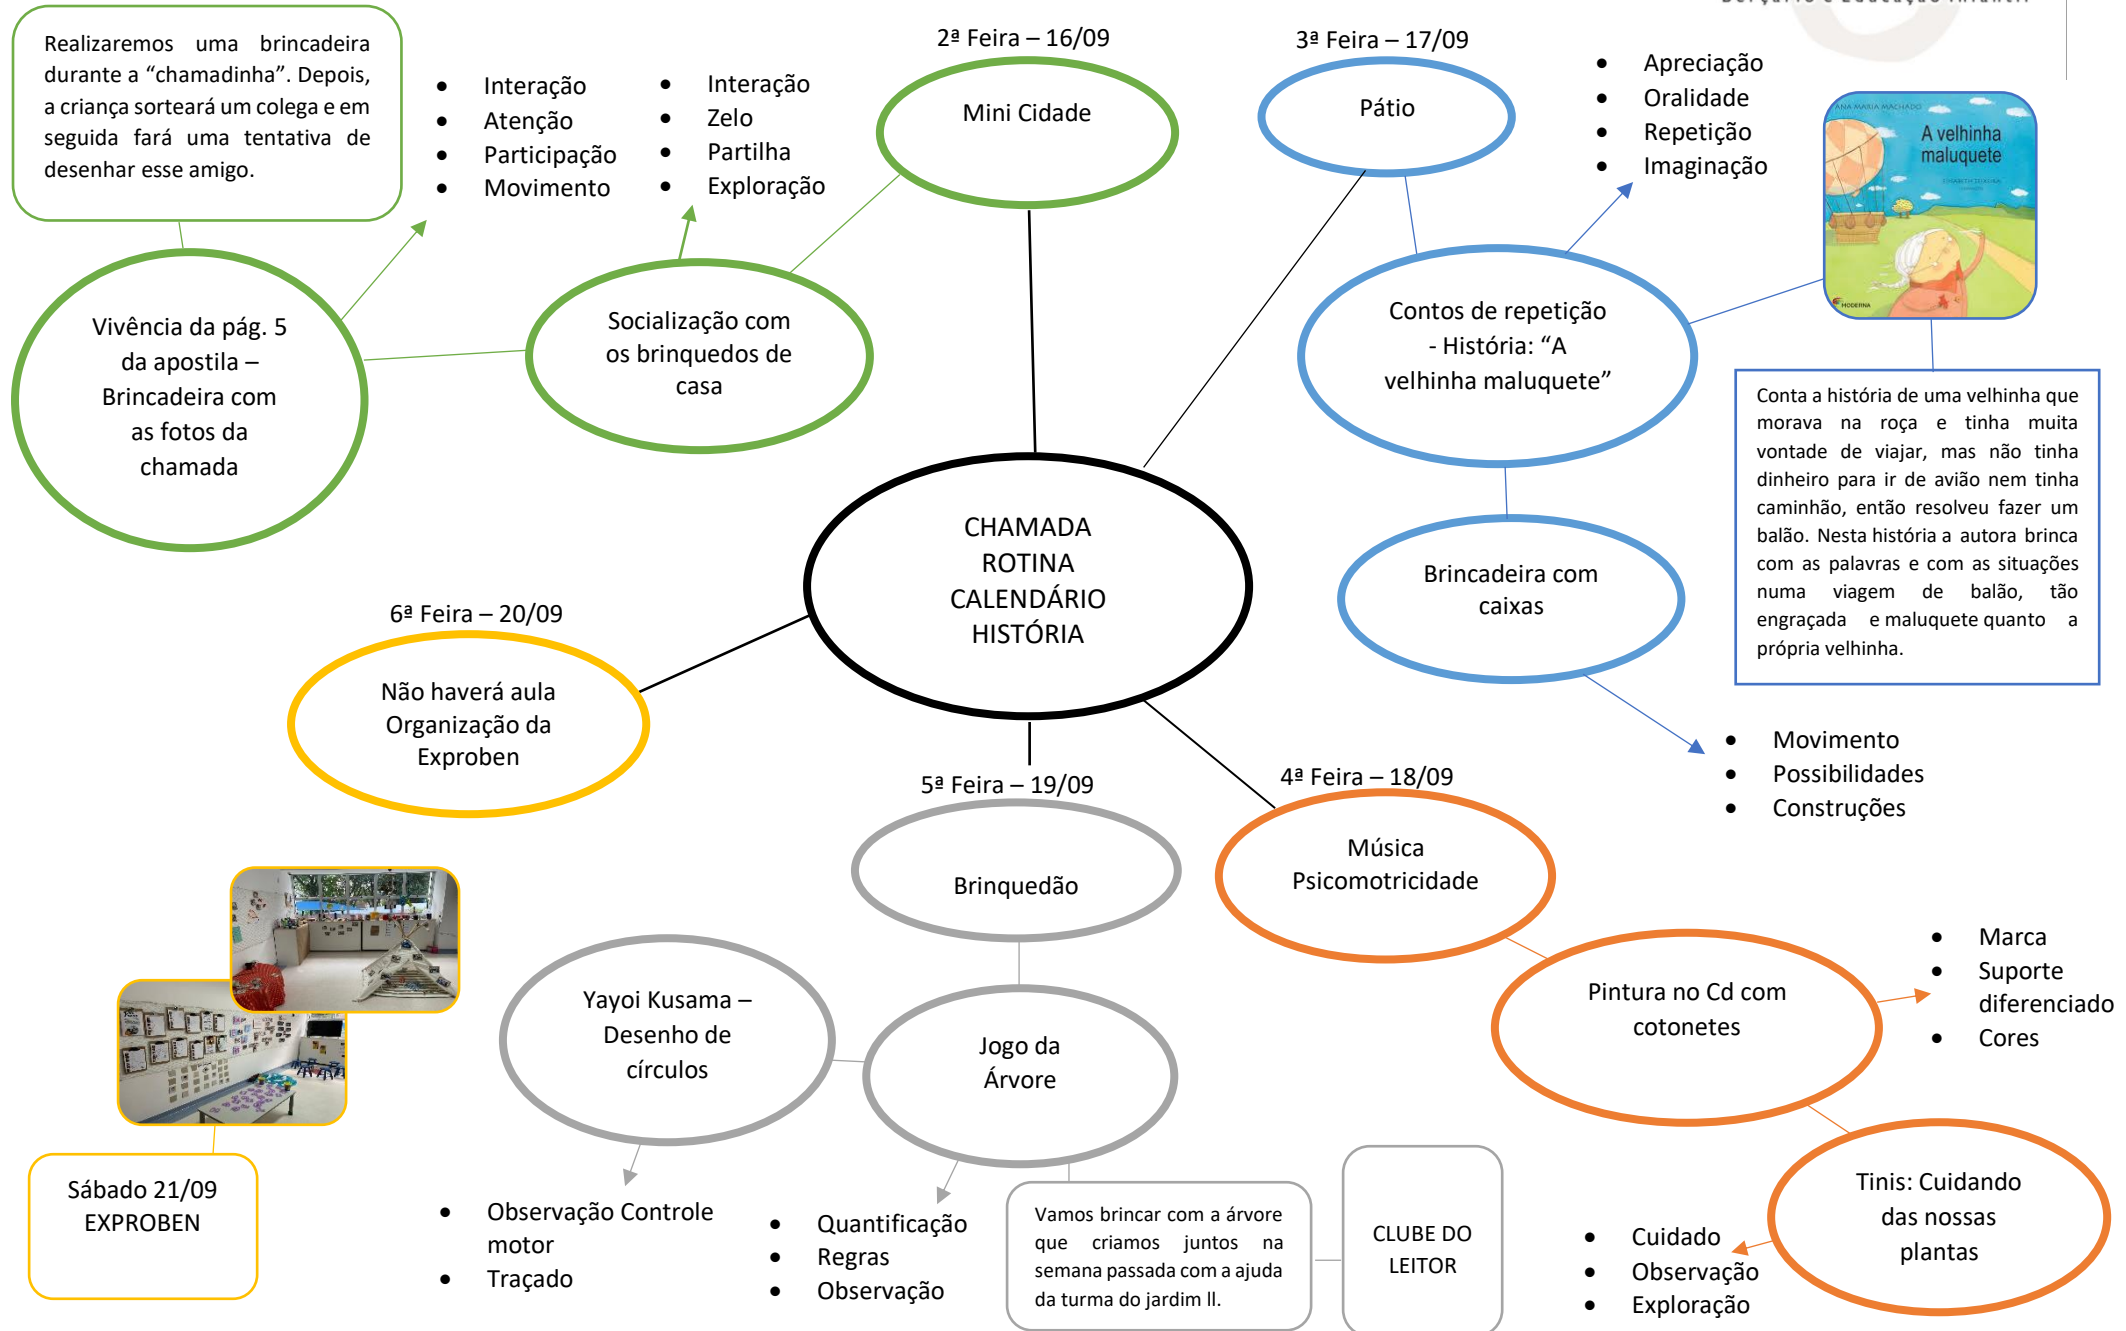 Berçário e Educação Infantil
Realizaremos uma brincadeira
durante a “chamadinha”. Depois,
a criança sorteará um colega e em
seguida fará uma tentativa de
desenhar esse amigo.
• Interação
• Atenção
• Participação
• Movimento
• Interação
• Zelo
• Partilha
• Exploração
2ª Feira – 16/09
Mini Cidade
Socialização com
os brinquedos de
casa
Vivência da pág. 5
da apostila –
Brincadeira com
as fotos da
chamada
3ª Feira – 17/09
Pátio
• Apreciação
• Oralidade
• Repetição
• Imaginação
ANA MARIA MACHADO
A velhinha
maluquete
MODERNA
Contos de repetição
- História: “A
velhinha maluquete”
Conta a história de uma velhinha que
morava na roça e tinha muita
vontade de viajar, mas não tinha
dinheiro para ir de avião nem tinha
caminhão, então resolveu fazer um
balão. Nesta história a autora brinca
com as palavras e com as situações
numa viagem de balão, tão
engraçada e maluquete quanto a
própria velhinha.
Brincadeira com
caixas
• Movimento
• Possibilidades
• Construções
CHAMADA
ROTINA
CALENDÁRIO
HISTÓRIA
6ª Feira – 20/09
Não haverá aula
Organização da
Exproben
5ª Feira – 19/09
Brinquedão
4ª Feira – 18/09
Música
Psicomotricidade
Pintura no Cd com
cotonetes
• Marca
• Suporte
diferenciado
• Cores
Yayoi Kusama –
Desenho de
círculos
Jogo da
Árvore
Tinis: Cuidando
das nossas
plantas
Sábado 21/09
EXPROBEN
• Observação Controle
motor
• Traçado
• Quantificação
• Regras
• Observação
Vamos brincar com a árvore
que criamos juntos na
semana passada com a ajuda
da turma do jardim ll.
CLUBE DO
LEITOR
• Cuidado
• Observação
• Exploração